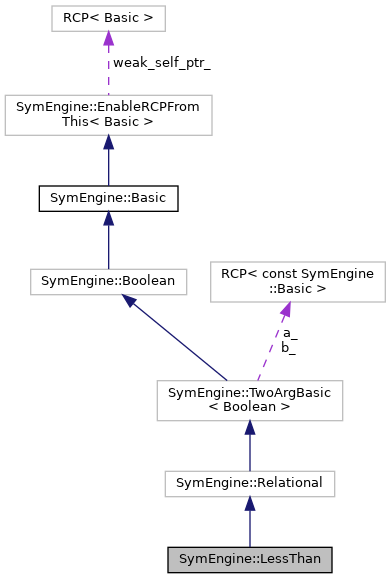 RCP< Basic >
weak_self_ptr_
SymEngine::EnableRCPFrom
This< Basic >
SymEngine::Basic
SymEngine::Boolean
RCP< const SymEngine
::Basic >
a_
b_
SymEngine::TwoArgBasic
< Boolean >
SymEngine::Relational
SymEngine::LessThan